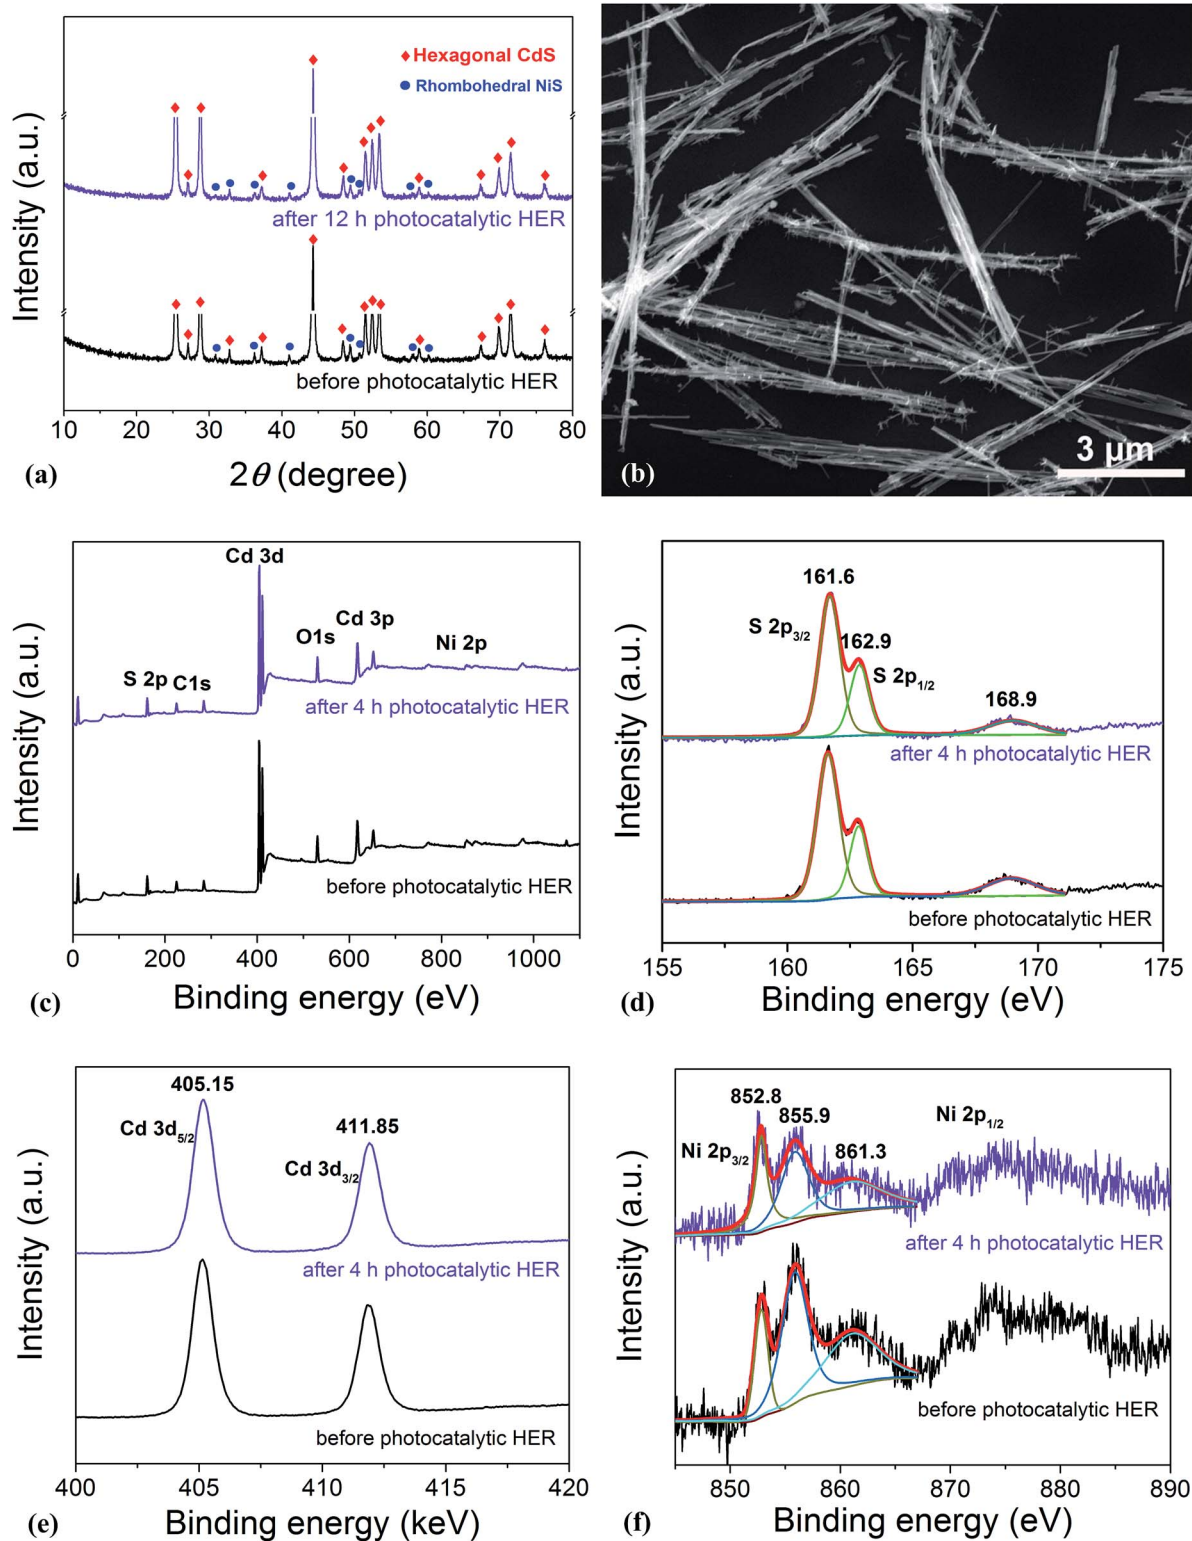 Hexagonal CdS
Rhombohedral NiS
Intensity (a.u.)
after 12 h photocatalytic HER
before photocatalytic HER
10 20 30 40 50 60 70 80
2θ (degree)
(a)
3 µm
(b)
Cd 3d
Cd 3p
O1s
Ni 2p
S 2p
C1s
Intensity (a.u.)
after 4 h photocatalytic HER
before photocatalytic HER
0 200 400 600 800 1000
Binding energy (eV)
(c)
161.6
S 2p3/2
162.9
S 2p1/2
168.9
Intensity (a.u.)
after 4 h photocatalytic HER
before photocatalytic HER
155 160 165 170 175
Binding energy (eV)
(d)
405.15
Cd 3d5/2
411.85
Cd 3d3/2
Intensity (a.u.)
after 4 h photocatalytic HER
before photocatalytic HER
400 405 410 412 420
Binding energy (keV)
(e)
852.8
855.9
Ni 2p1/2
Ni 2p3/2
861.3
Intensity (a.u.)
after 4 h photocatalytic HER
before photocatalytic HER
850 860 870 880 890
Binding energy (eV)
(f)